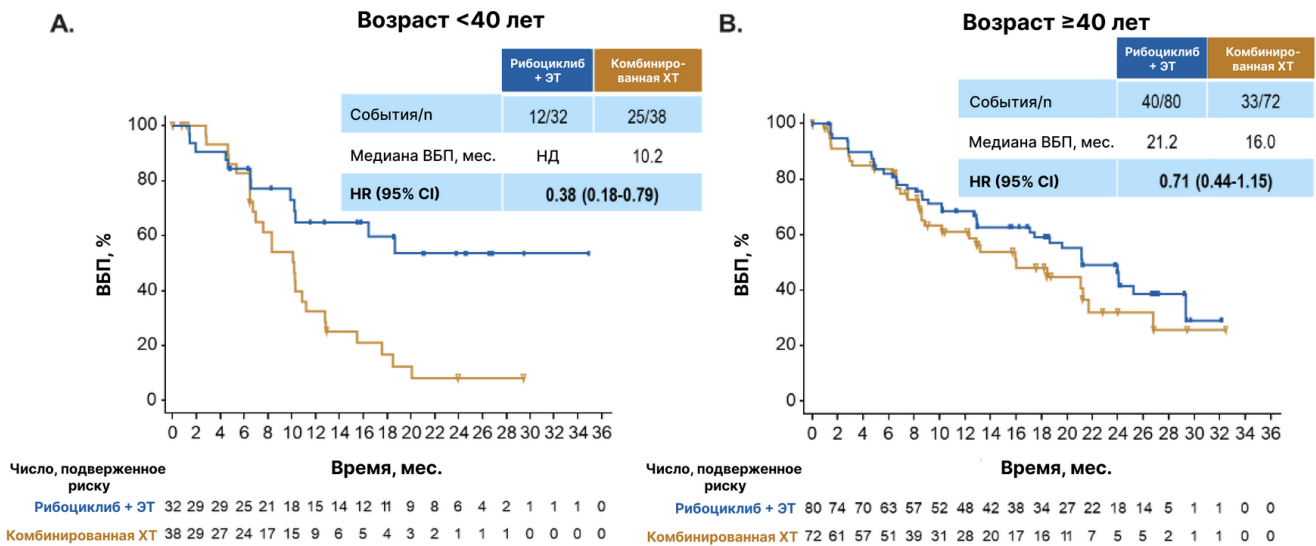 A.
Возраст <40 лет
Рибоциклиб + ЭТ
Комбиниро-ванная ХТ
События/n 12/32 25/38
Медиана ВБП, мес. НД 10.2
HR (95% CI) 0.38 (0.18-0.79)
ВБП, %
100
80
60
40
20
0
0 2 4 6 8 10 12 14 16 18 20 22 24 26 28 30 32 34 36
Время, мес.
Число, подверженное
риску
Рибоциклиб + ЭТ 32 29 29 25 21 18 15 14 12 11 9 8 6 4 2 1 1 1 0
Комбинированная ХТ 38 29 27 24 17 15 9 6 5 4 3 2 1 1 1 0 0 0 0
B.
Возраст ≥40 лет
Рибоциклиб + ЭТ
Комбиниро-ванная ХТ
События/n 40/80 33/72
Медиана ВБП, мес. 21.2 16.0
HR (95% CI) 0.71 (0.44-1.15)
ВБП, %
100
80
60
40
20
0
0 2 4 6 8 10 12 14 16 18 20 22 24 26 28 30 32 34 36
Время, мес.
Число, подверженное
риску
Рибоциклиб + ЭТ 80 74 70 63 57 52 48 42 38 34 27 22 18 14 5 1 1 0 0
Комбинированная ХТ 72 61 57 51 39 31 28 20 17 16 11 7 5 5 2 1 1 0 0